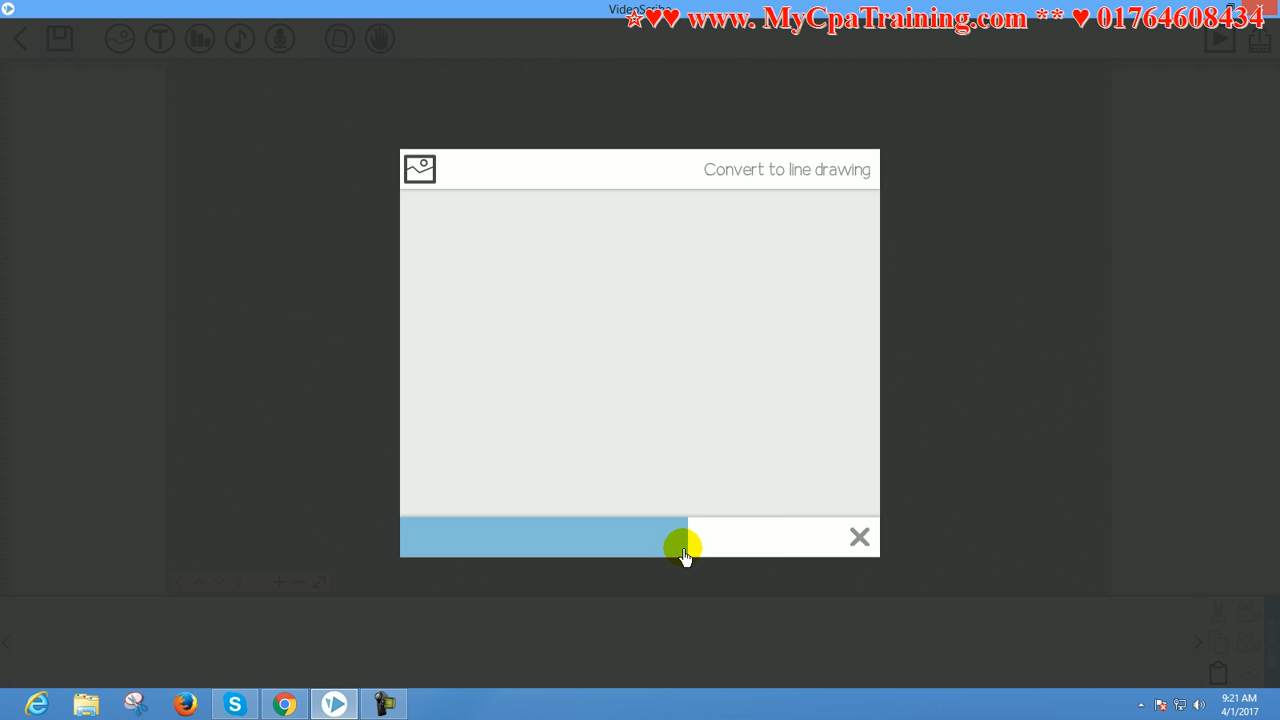 VideoScribe
☆♥♥ www. MyCpaTraining.com ** ♥ 01764608434
Convert to line drawing
9:21 AM
4/1/2017